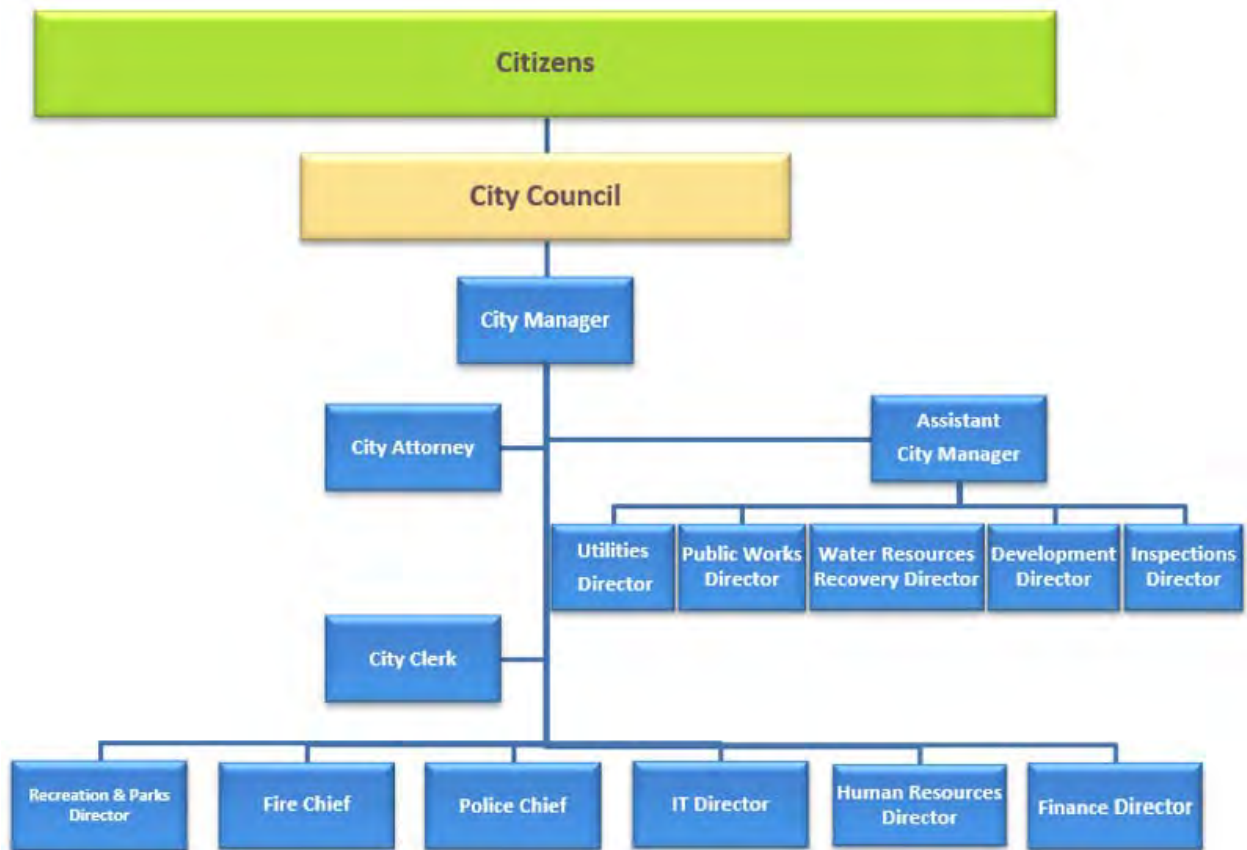 Citizens
City Council
City Manager
City Attorney
Assistant
City Manager
Utilities
Director
Public Works
Director
Water Resources
Recovery Director
Development
Director
Inspections
Director
City Clerk
Recreation & Parks
Director
Fire Chief
Police Chief
IT Director
Human Resources
Director
Finance Director